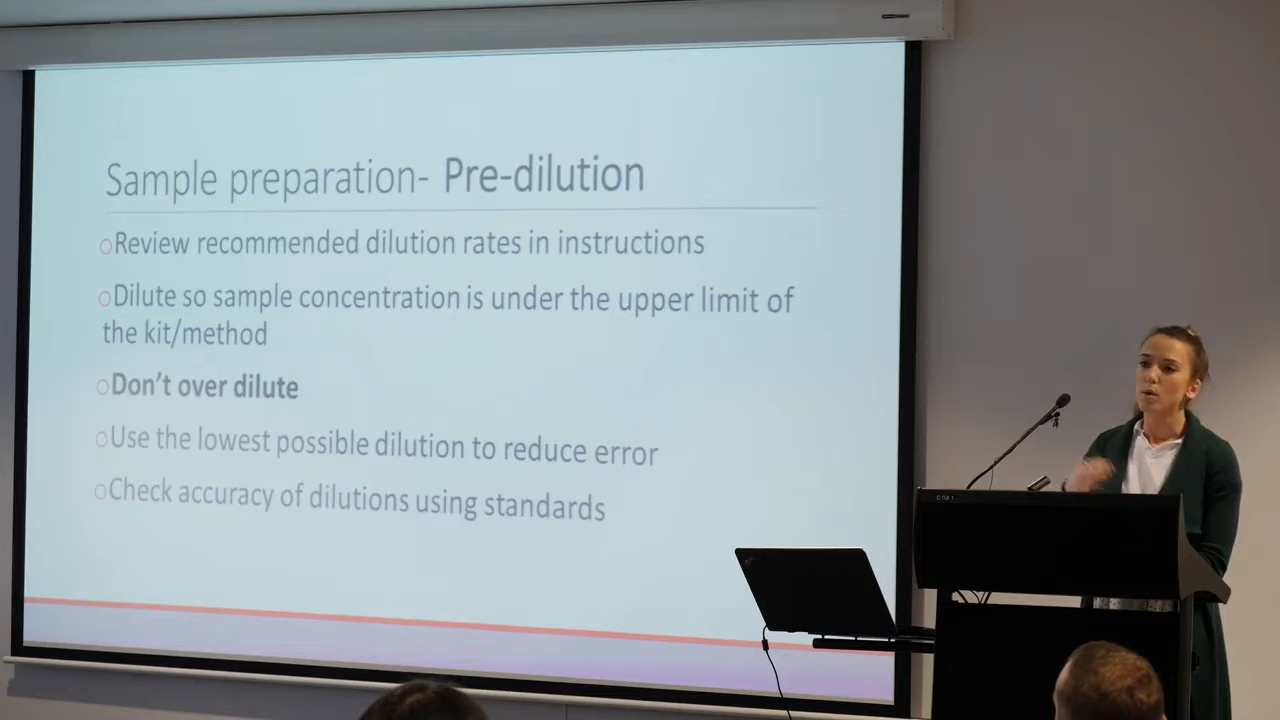 Sample preparation- Pre-dilution
Review recommended dilution rates in instructions
Dilute so sample concentration is under the upper limit of
the kit/method
Don't over dilute
Use the lowest possible dilution to reduce error
Check accuracy of dilutions using standards